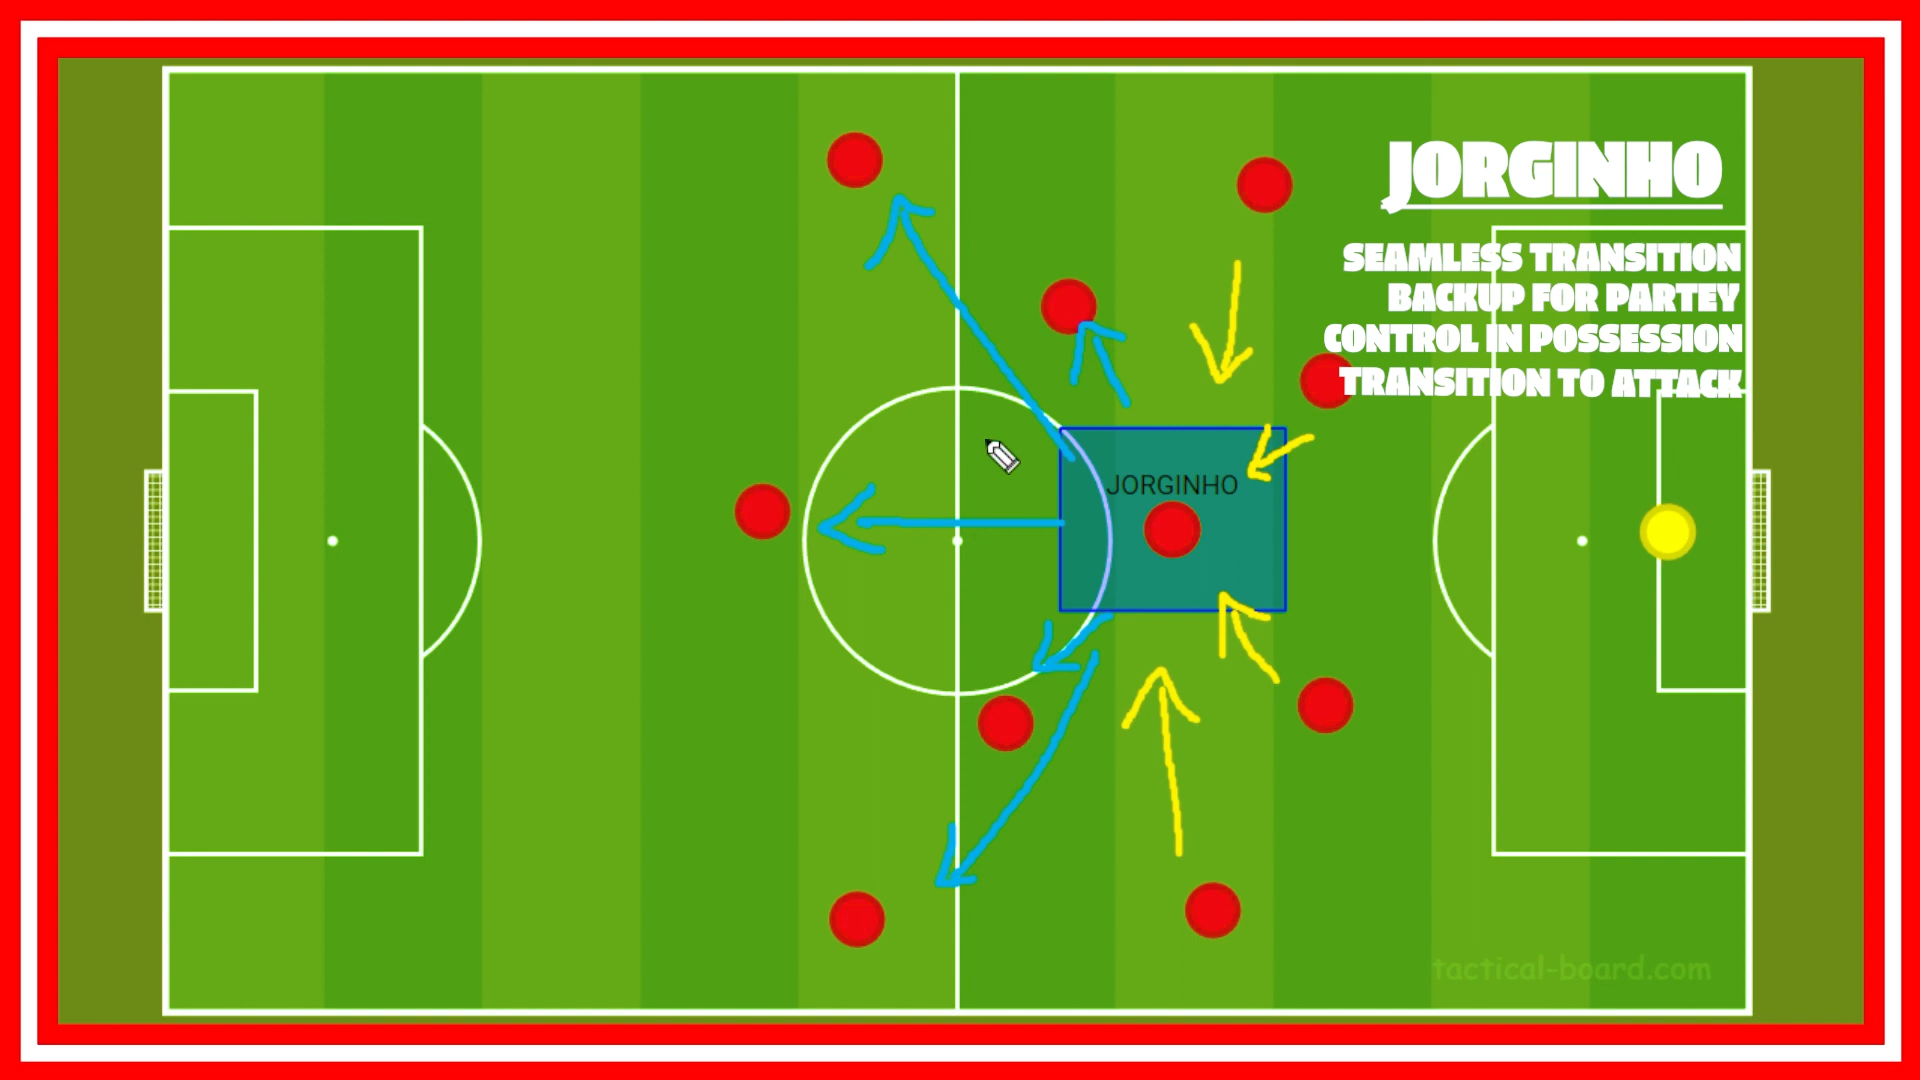 JORGINHO
SEAMLESS TRANSITION
BACKUP FOR PARTEY
CONTROL IN POSSESSION
TRANSITION TO ATTACK
JORGINHO
tactical-board.com